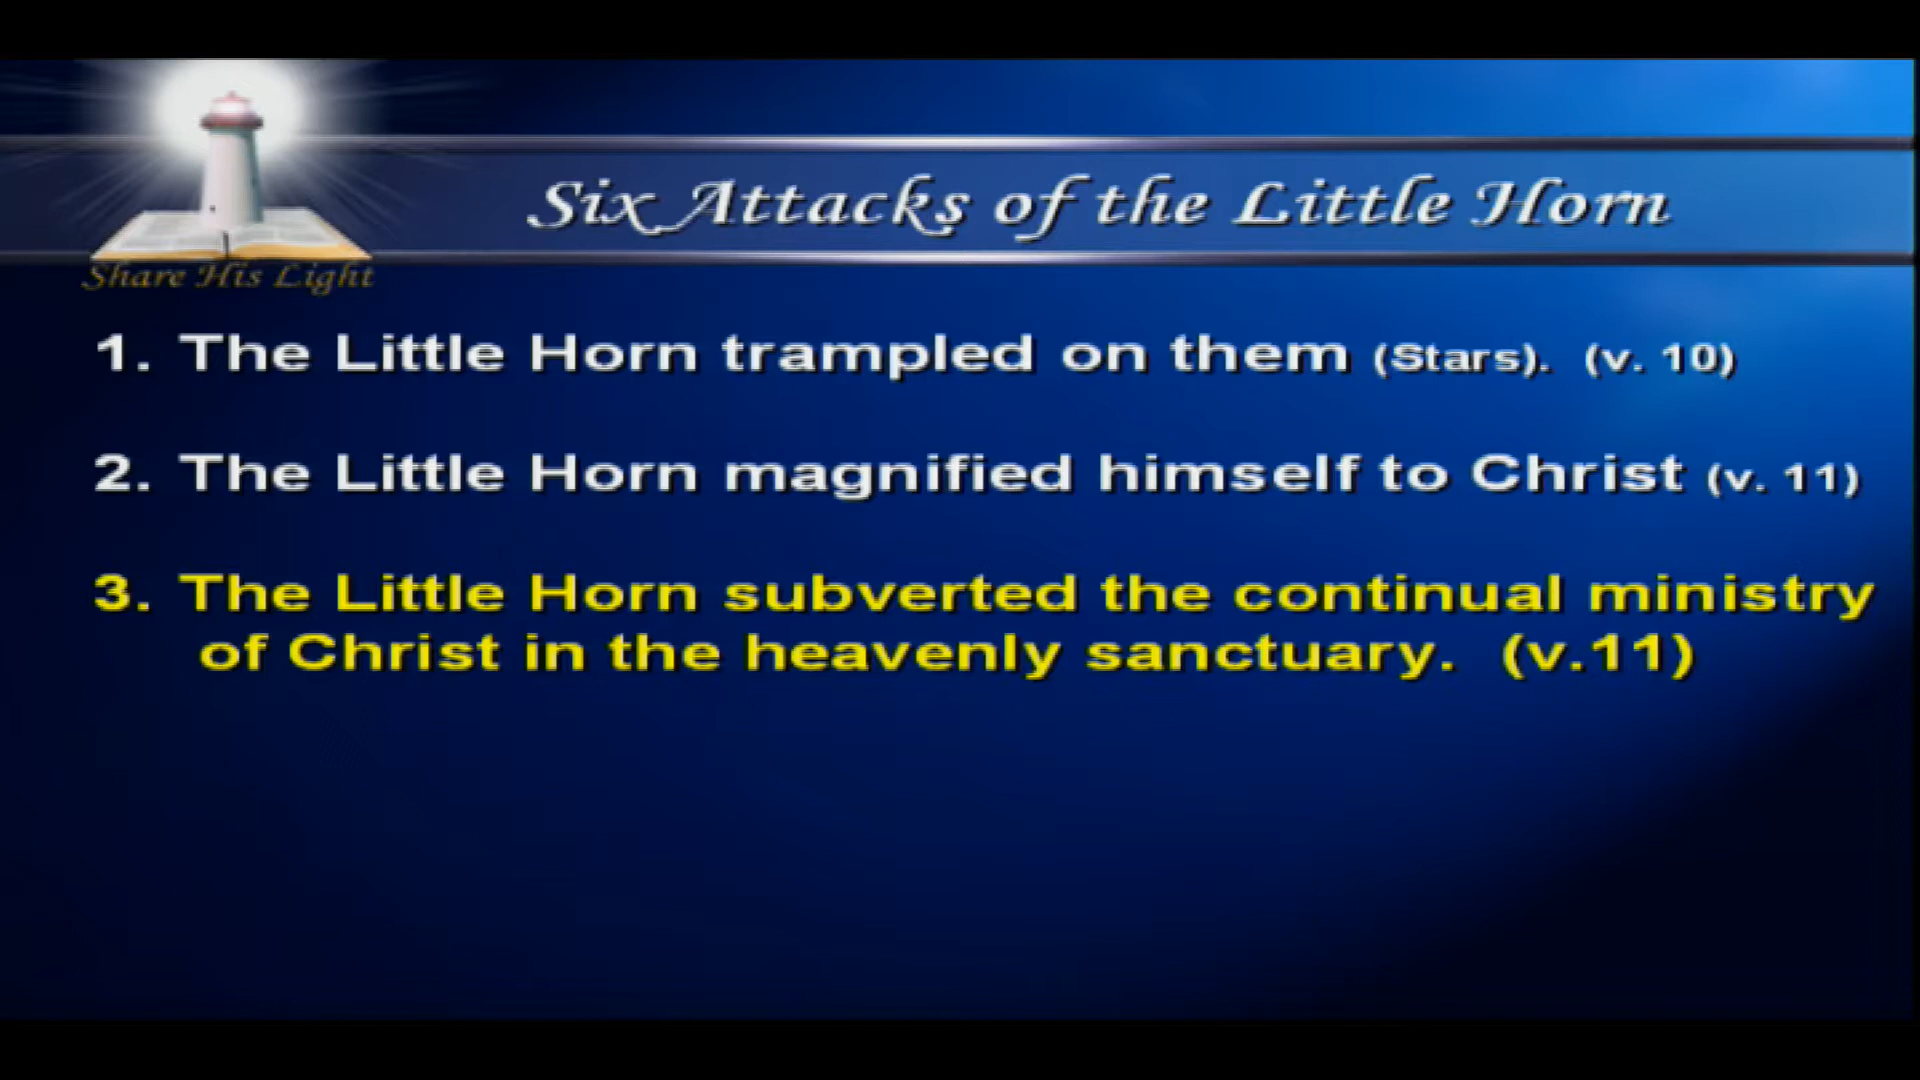 Six Attacks of the Little Horn
Share His Light
1. The Little Horn trampled on them (Stars). (v. 10)
2. The Little Horn magnified himself to Christ (v. 11)
3. The Little Horn subverted the continual ministry
of Christ in the heavenly sanctuary. (v.11)